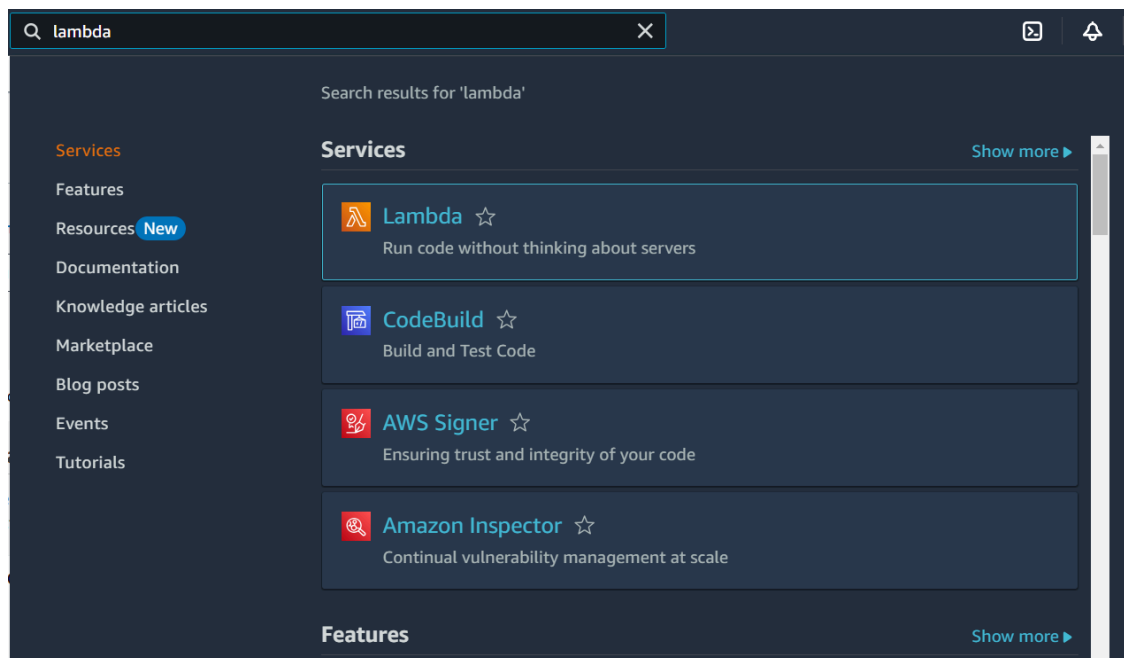 lambda
Search results for 'lambda'
Services
Features
Resources New
Documentation
Knowledge articles
Marketplace
Blog posts
Events
Tutorials
Services
Show more
Lambda
Run code without thinking about servers
CodeBuild
Build and Test Code
AWS Signer
Ensuring trust and integrity of your code
Amazon Inspector
Continual vulnerability management at scale
Features
Show more